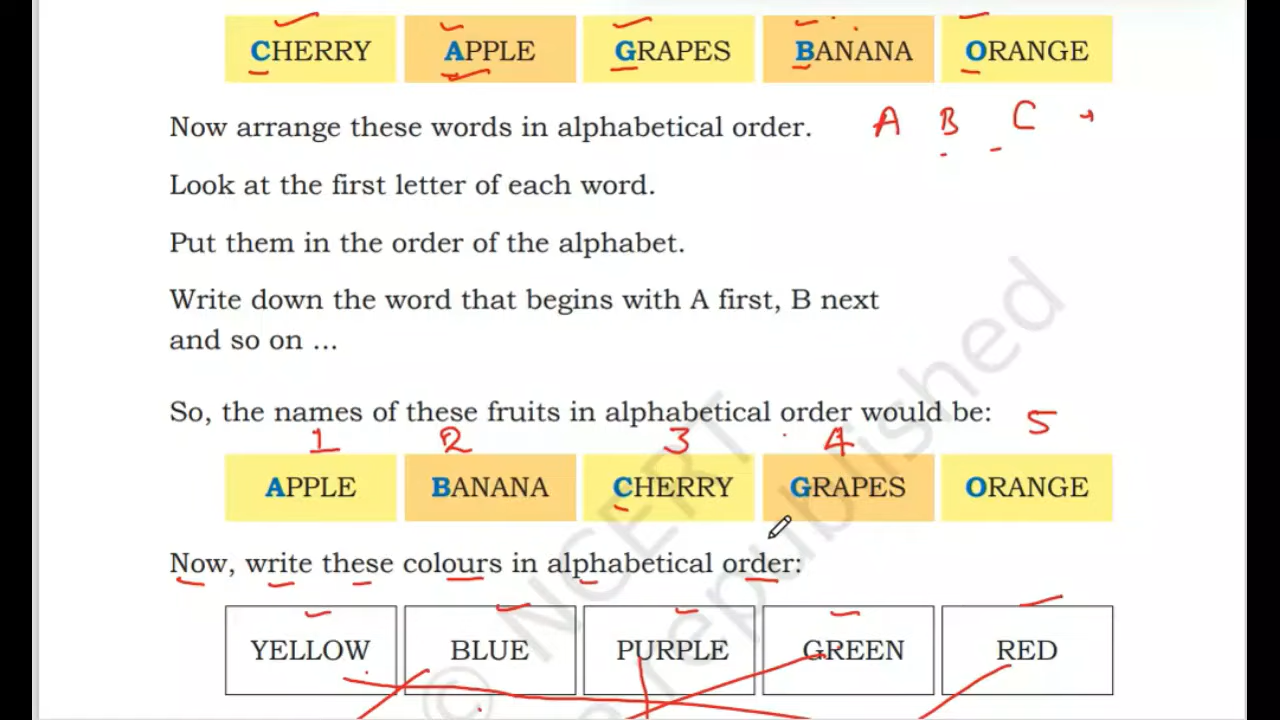 CHERRY APPLE GRAPES BANANA ORANGE
Now arrange these words in alphabetical order. A B C
Look at the first letter of each word.
Put them in the order of the alphabet.
Write down the word that begins with A first, B next
and so on ...
So, the names of these fruits in alphabetical order would be: 5
1 2 3 4
APPLE BANANA CHERRY GRAPES ORANGE
Now, write these colours in alphabetical order:
YELLOW BLUE PURPLE GREEN RED
© NCERT
republished